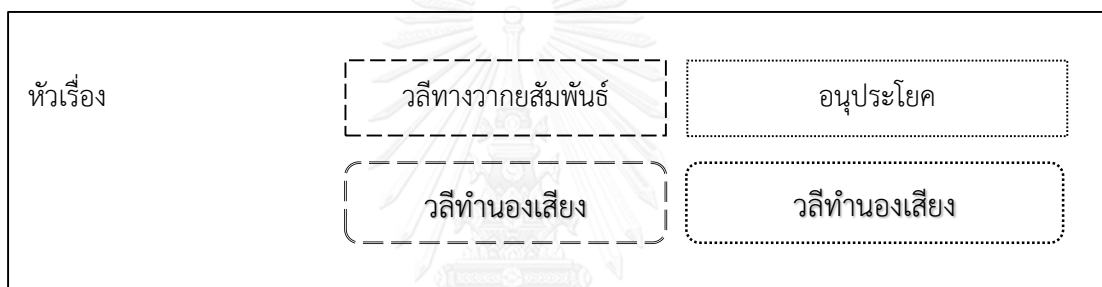 หัวเรื่อง วลีทางวากยสัมพันธ์ อนุประโยค
วลีทำนองเสียง วลีทำนองเสียง